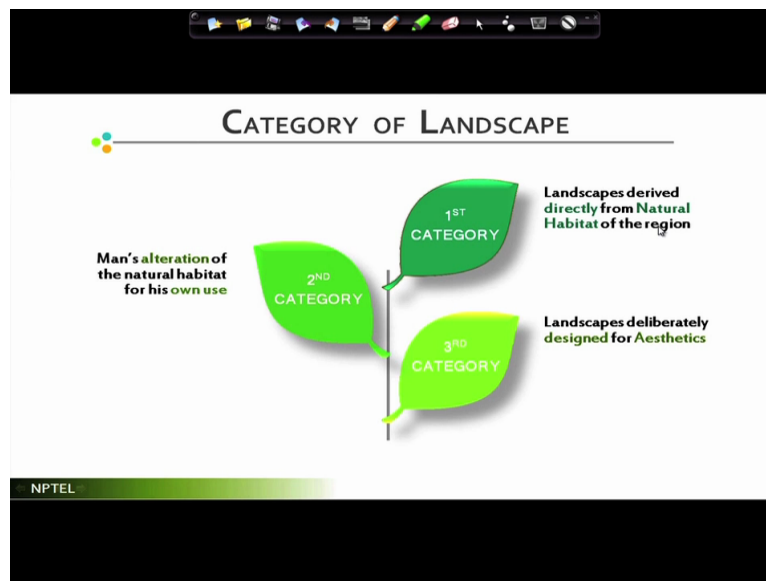 CATEGORY OF LANDSCAPE
1ST
CATEGORY
Landscapes derived
directly from Natural
Habitat of the region
Man's alteration of
the natural habitat
for his own use
2ND
CATEGORY
3RD
CATEGORY
Landscapes deliberately
designed for Aesthetics
NPTEL